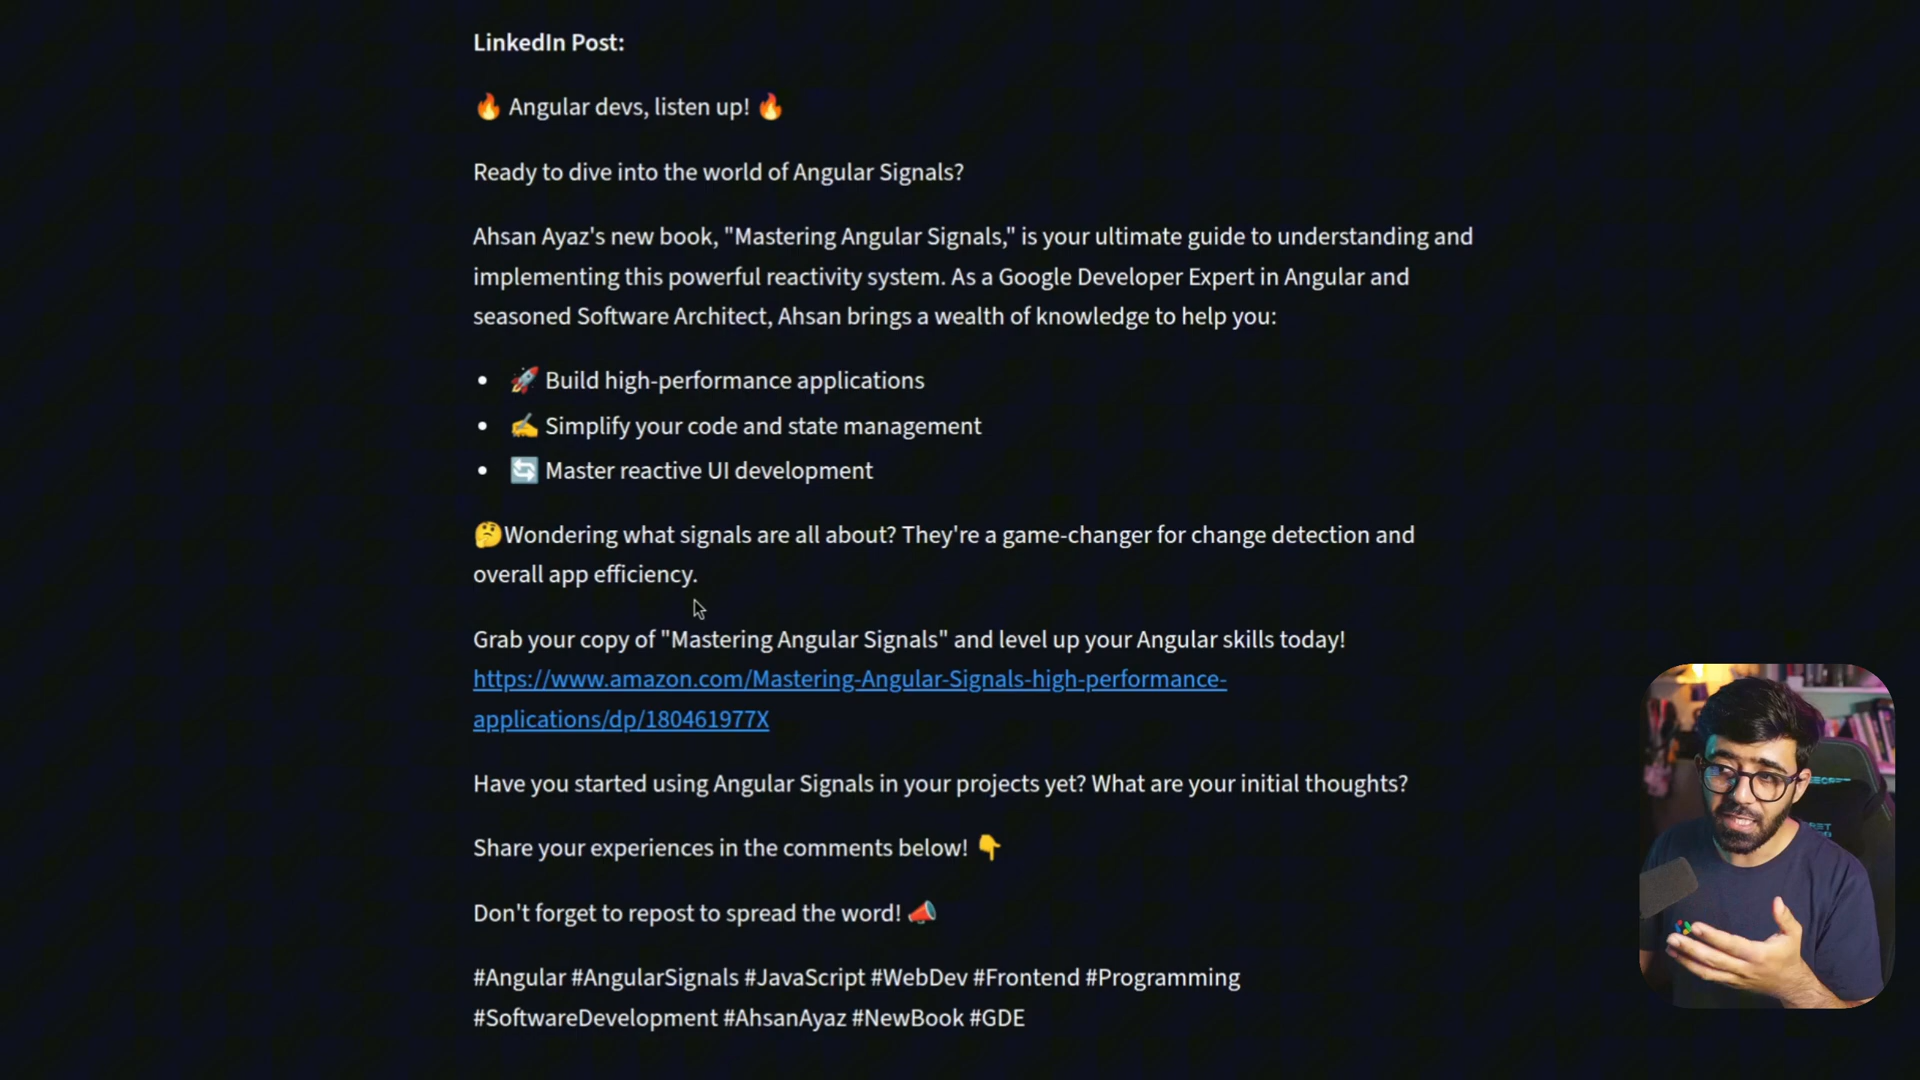 LinkedIn Post:
🔥 Angular devs, listen up! 🔥
Ready to dive into the world of Angular Signals?
Ahsan Ayaz's new book, "Mastering Angular Signals," is your ultimate guide to understanding and
implementing this powerful reactivity system. As a Google Developer Expert in Angular and
seasoned Software Architect, Ahsan brings a wealth of knowledge to help you:
• 🚀 Build high-performance applications
• ✍️ Simplify your code and state management
• 🔄 Master reactive UI development
🤔Wondering what signals are all about? They're a game-changer for change detection and
overall app efficiency.
Grab your copy of "Mastering Angular Signals" and level up your Angular skills today!
https://www.amazon.com/Mastering-Angular-Signals-high-performance-
applications/dp/180461977X
Have you started using Angular Signals in your projects yet? What are your initial thoughts?
Share your experiences in the comments below! 👇
Don't forget to repost to spread the word! 📣
#Angular #AngularSignals #JavaScript #WebDev #Frontend #Programming
#SoftwareDevelopment #AhsanAyaz #NewBook #GDE